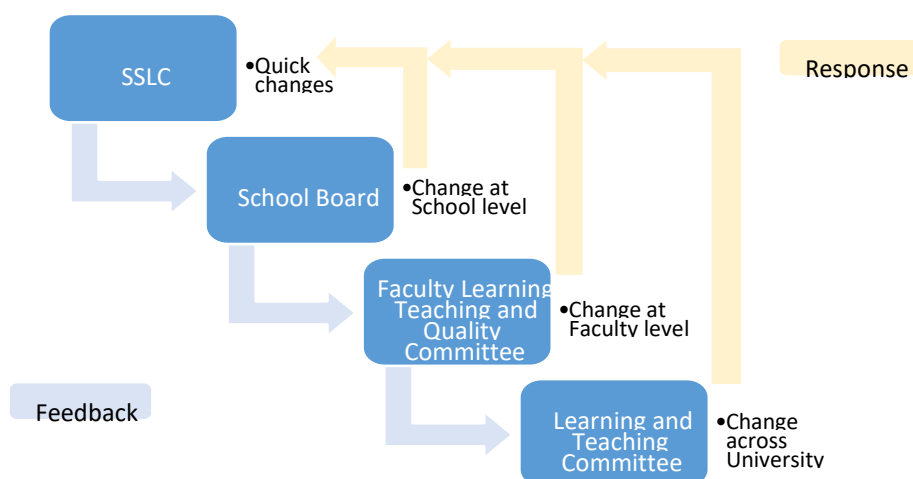 SSLC
•Quick
changes
Response
School Board
•Change at
School level
Faculty Learning
Teaching and
Quality
Committee
•Change at
Faculty level
Feedback
Learning and
Teaching
Committee
•Change
across
University